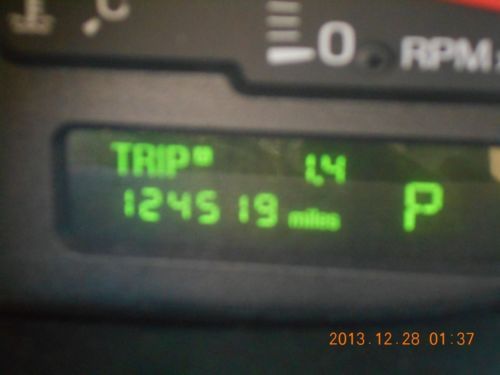 C
0 RPM
TRIP 1.4
124519 miles P
2013.12.28 01:37